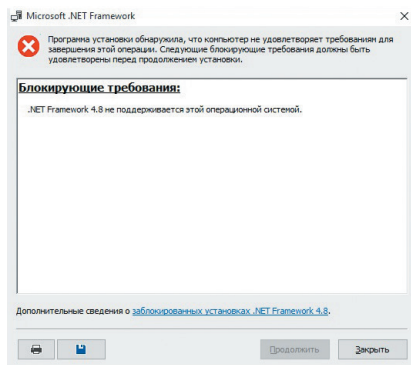 Microsoft .NET Framework
Программа установки обнаружила, что компьютер не удовлетворяет требованиям для
завершения этой операции. Следующие блокирующие требования должны быть
удовлетворены перед продолжением установки.
Блокирующие требования:
.NET Framework 4.8 не поддерживается этой операционной системой.
Дополнительные сведения о заблокированных установках .NET Framework 4.8.
Продолжить
Закрыть